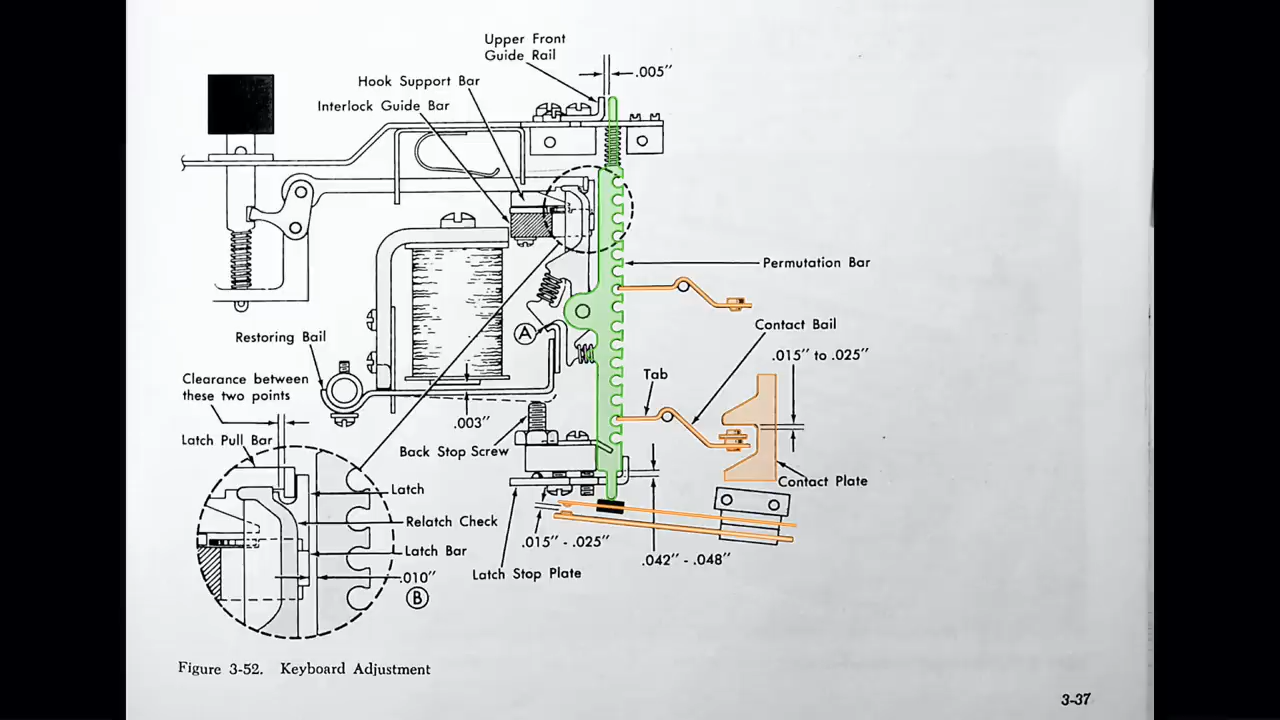 Upper Front
Guide Rail
.005"
Hook Support Bar
Interlock Guide Bar
Permutation Bar
Contact Bail
.015" to .025"
Restoring Bail
A
Tab
Clearance between
these two points
.003"
Latch Pull Bar
Back Stop Screw
Contact Plate
Latch
Relatch Check
.015" - .025"
Latch Bar
.042" - .048"
Latch Stop Plate
.010"
B
Figure 3-52. Keyboard Adjustment
3-37